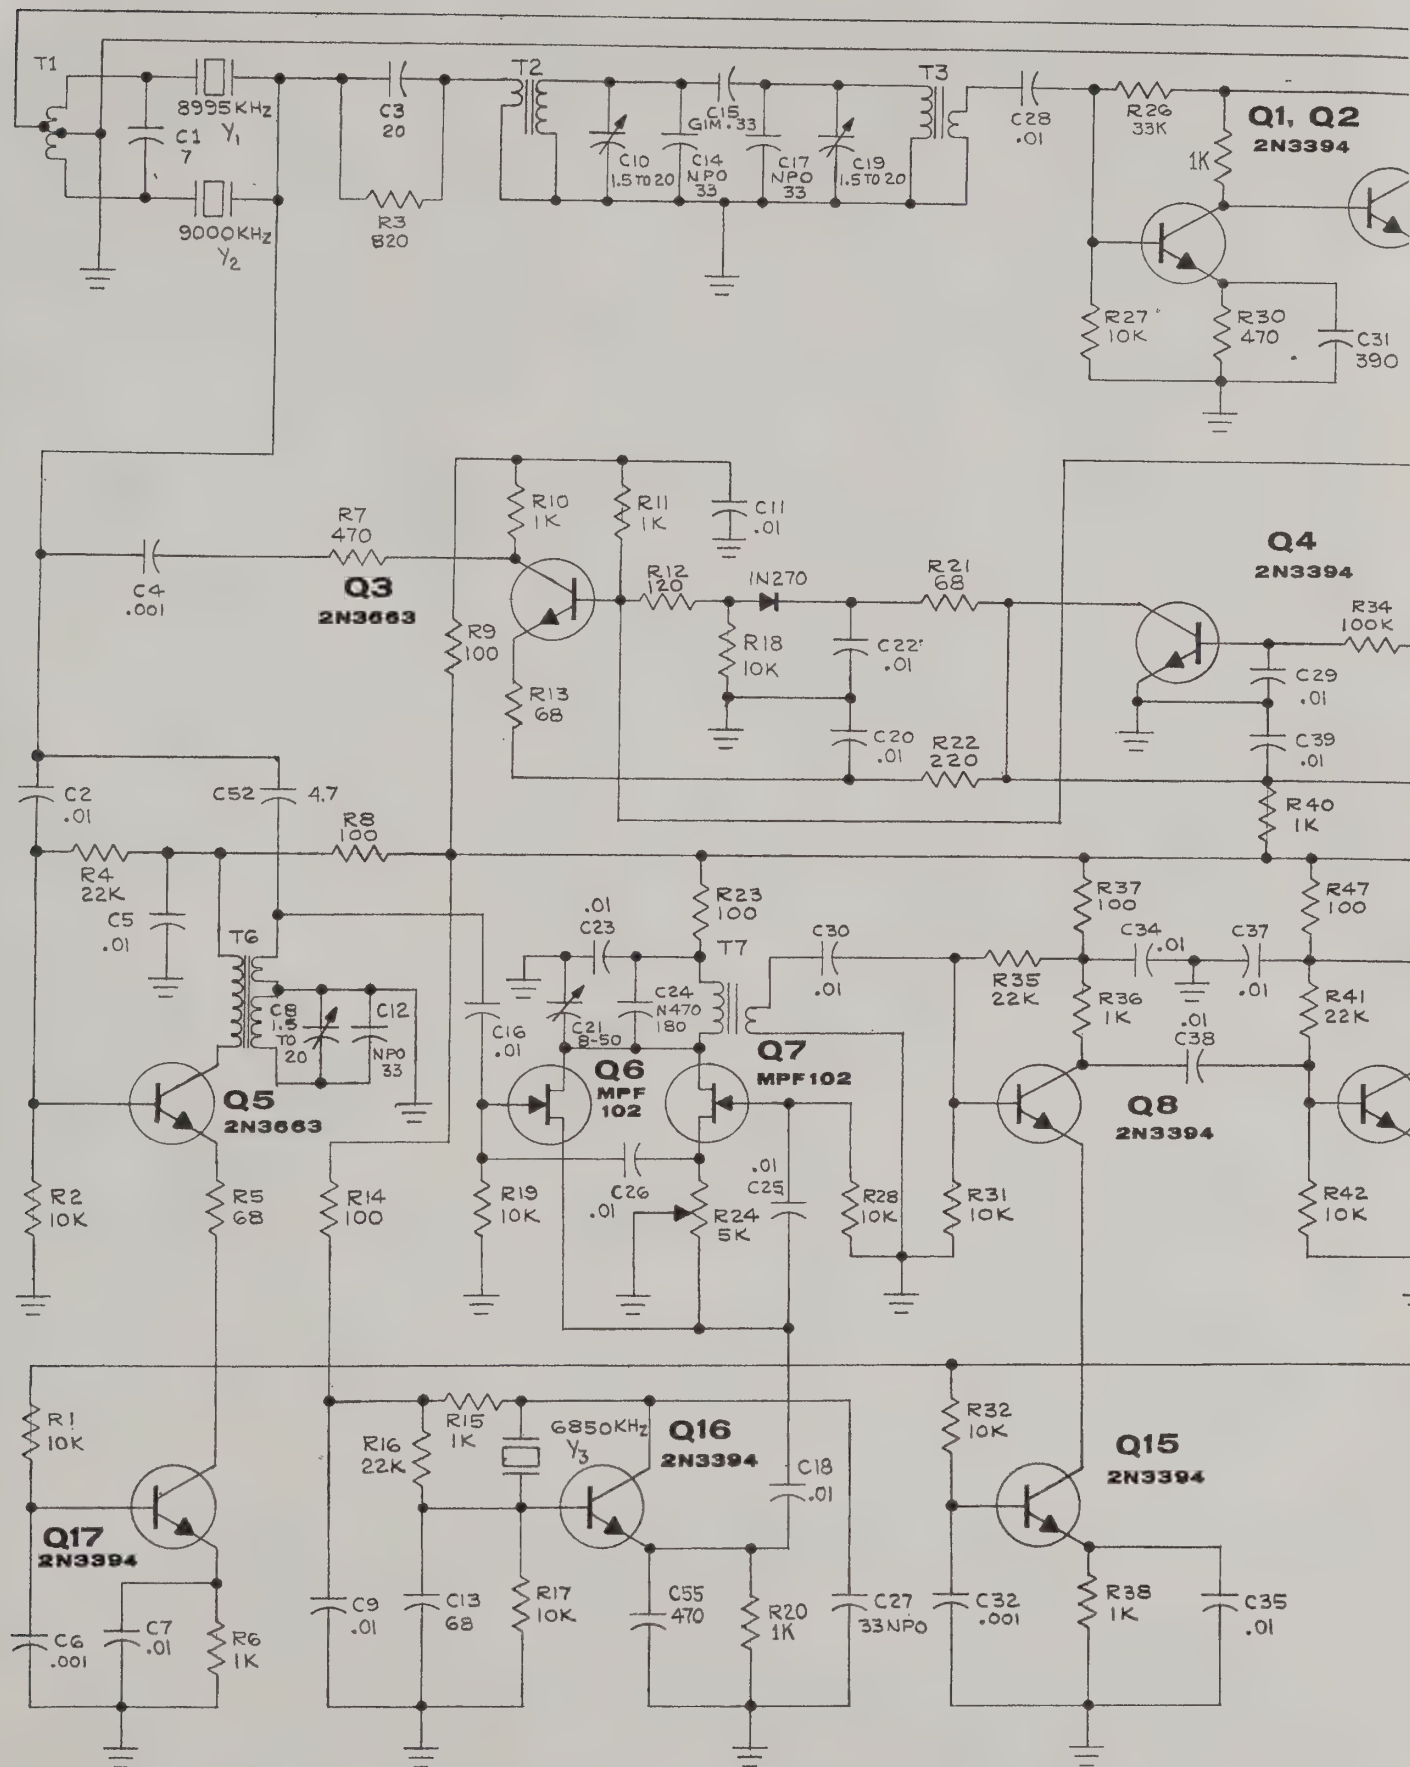 T1
8995KHz
Y1
C1
7
9000KHz
Y2
C3
20
R3
820
T2
C15
GIM .33
C10
1.5 TO 20
C14
NPO
33
C17
NPO
33
C19
1.5 TO 20
T3
C28
.01
R26
33K
Q1, Q2
2N3394
1K
R27
10K
R30
470
C31
390
R7
470
C4
.001
Q3
2N3663
R10
1K
R11
1K
C11
.01
R9
100
R12
120
1N270
R21
68
R18
10K
C22
.01
R13
68
C20
.01
R22
220
Q4
2N3394
R34
100K
C29
.01
C39
.01
R40
1K
C2
.01
C52
4.7
R8
100
R4
22K
C5
.01
T6
C8
1.5
TO
20
C12
NPO
33
Q5
2N3663
R2
10K
R5
68
R14
100
.01
C23
R23
100
T7
C30
.01
C16
.01
C21
8-50
C24
N470
180
Q6
MPF
102
Q7
MPF102
R19
10K
C26
.01
R24
5K
.01
C25
R28
10K
R37
100
R47
100
R35
22K
C34
.01
C37
.01
R36
1K
.01
C38
R41
22K
Q8
2N3394
R31
10K
R42
10K
R1
10K
Q17
2N3394
C6
.001
C7
.01
R6
1K
R15
1K
R16
22K
6850KHz
Y3
Q16
2N3394
C18
.01
C9
.01
C13
68
R17
10K
C55
470
R20
1K
C27
33NPO
R32
10K
Q15
2N3394
C32
.001
R38
1K
C35
.01